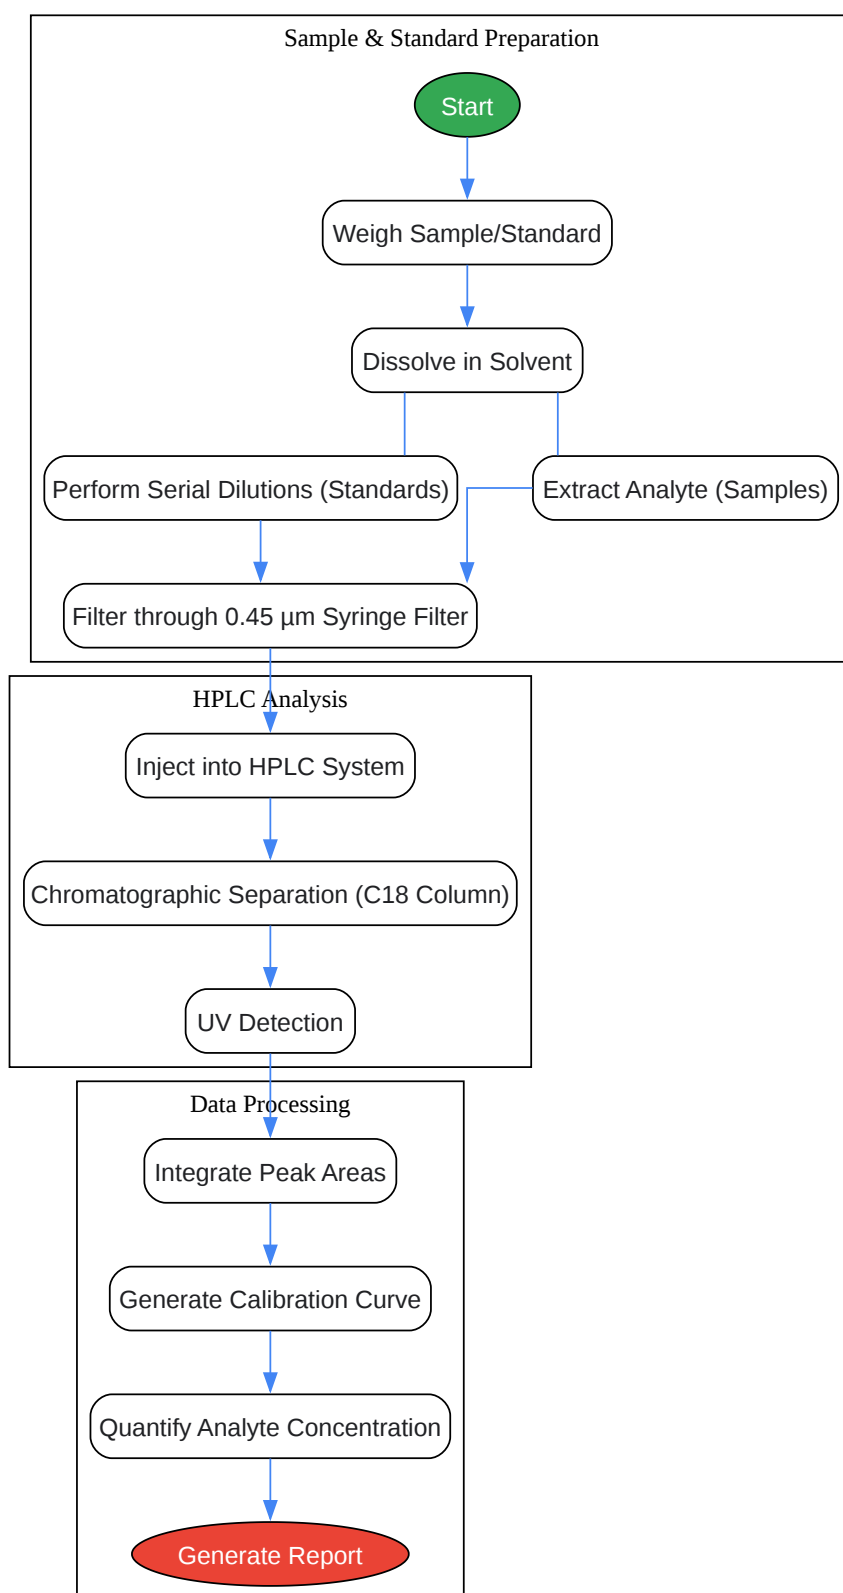 Sample & Standard Preparation
Start
Weigh Sample/Standard
Dissolve in Solvent
Perform Serial Dilutions (Standards)
Extract Analyte (Samples)
Filter through 0.45 µm Syringe Filter
HPLC Analysis
Inject into HPLC System
Chromatographic Separation (C18 Column)
UV Detection
Data Processing
Integrate Peak Areas
Generate Calibration Curve
Quantify Analyte Concentration
Generate Report